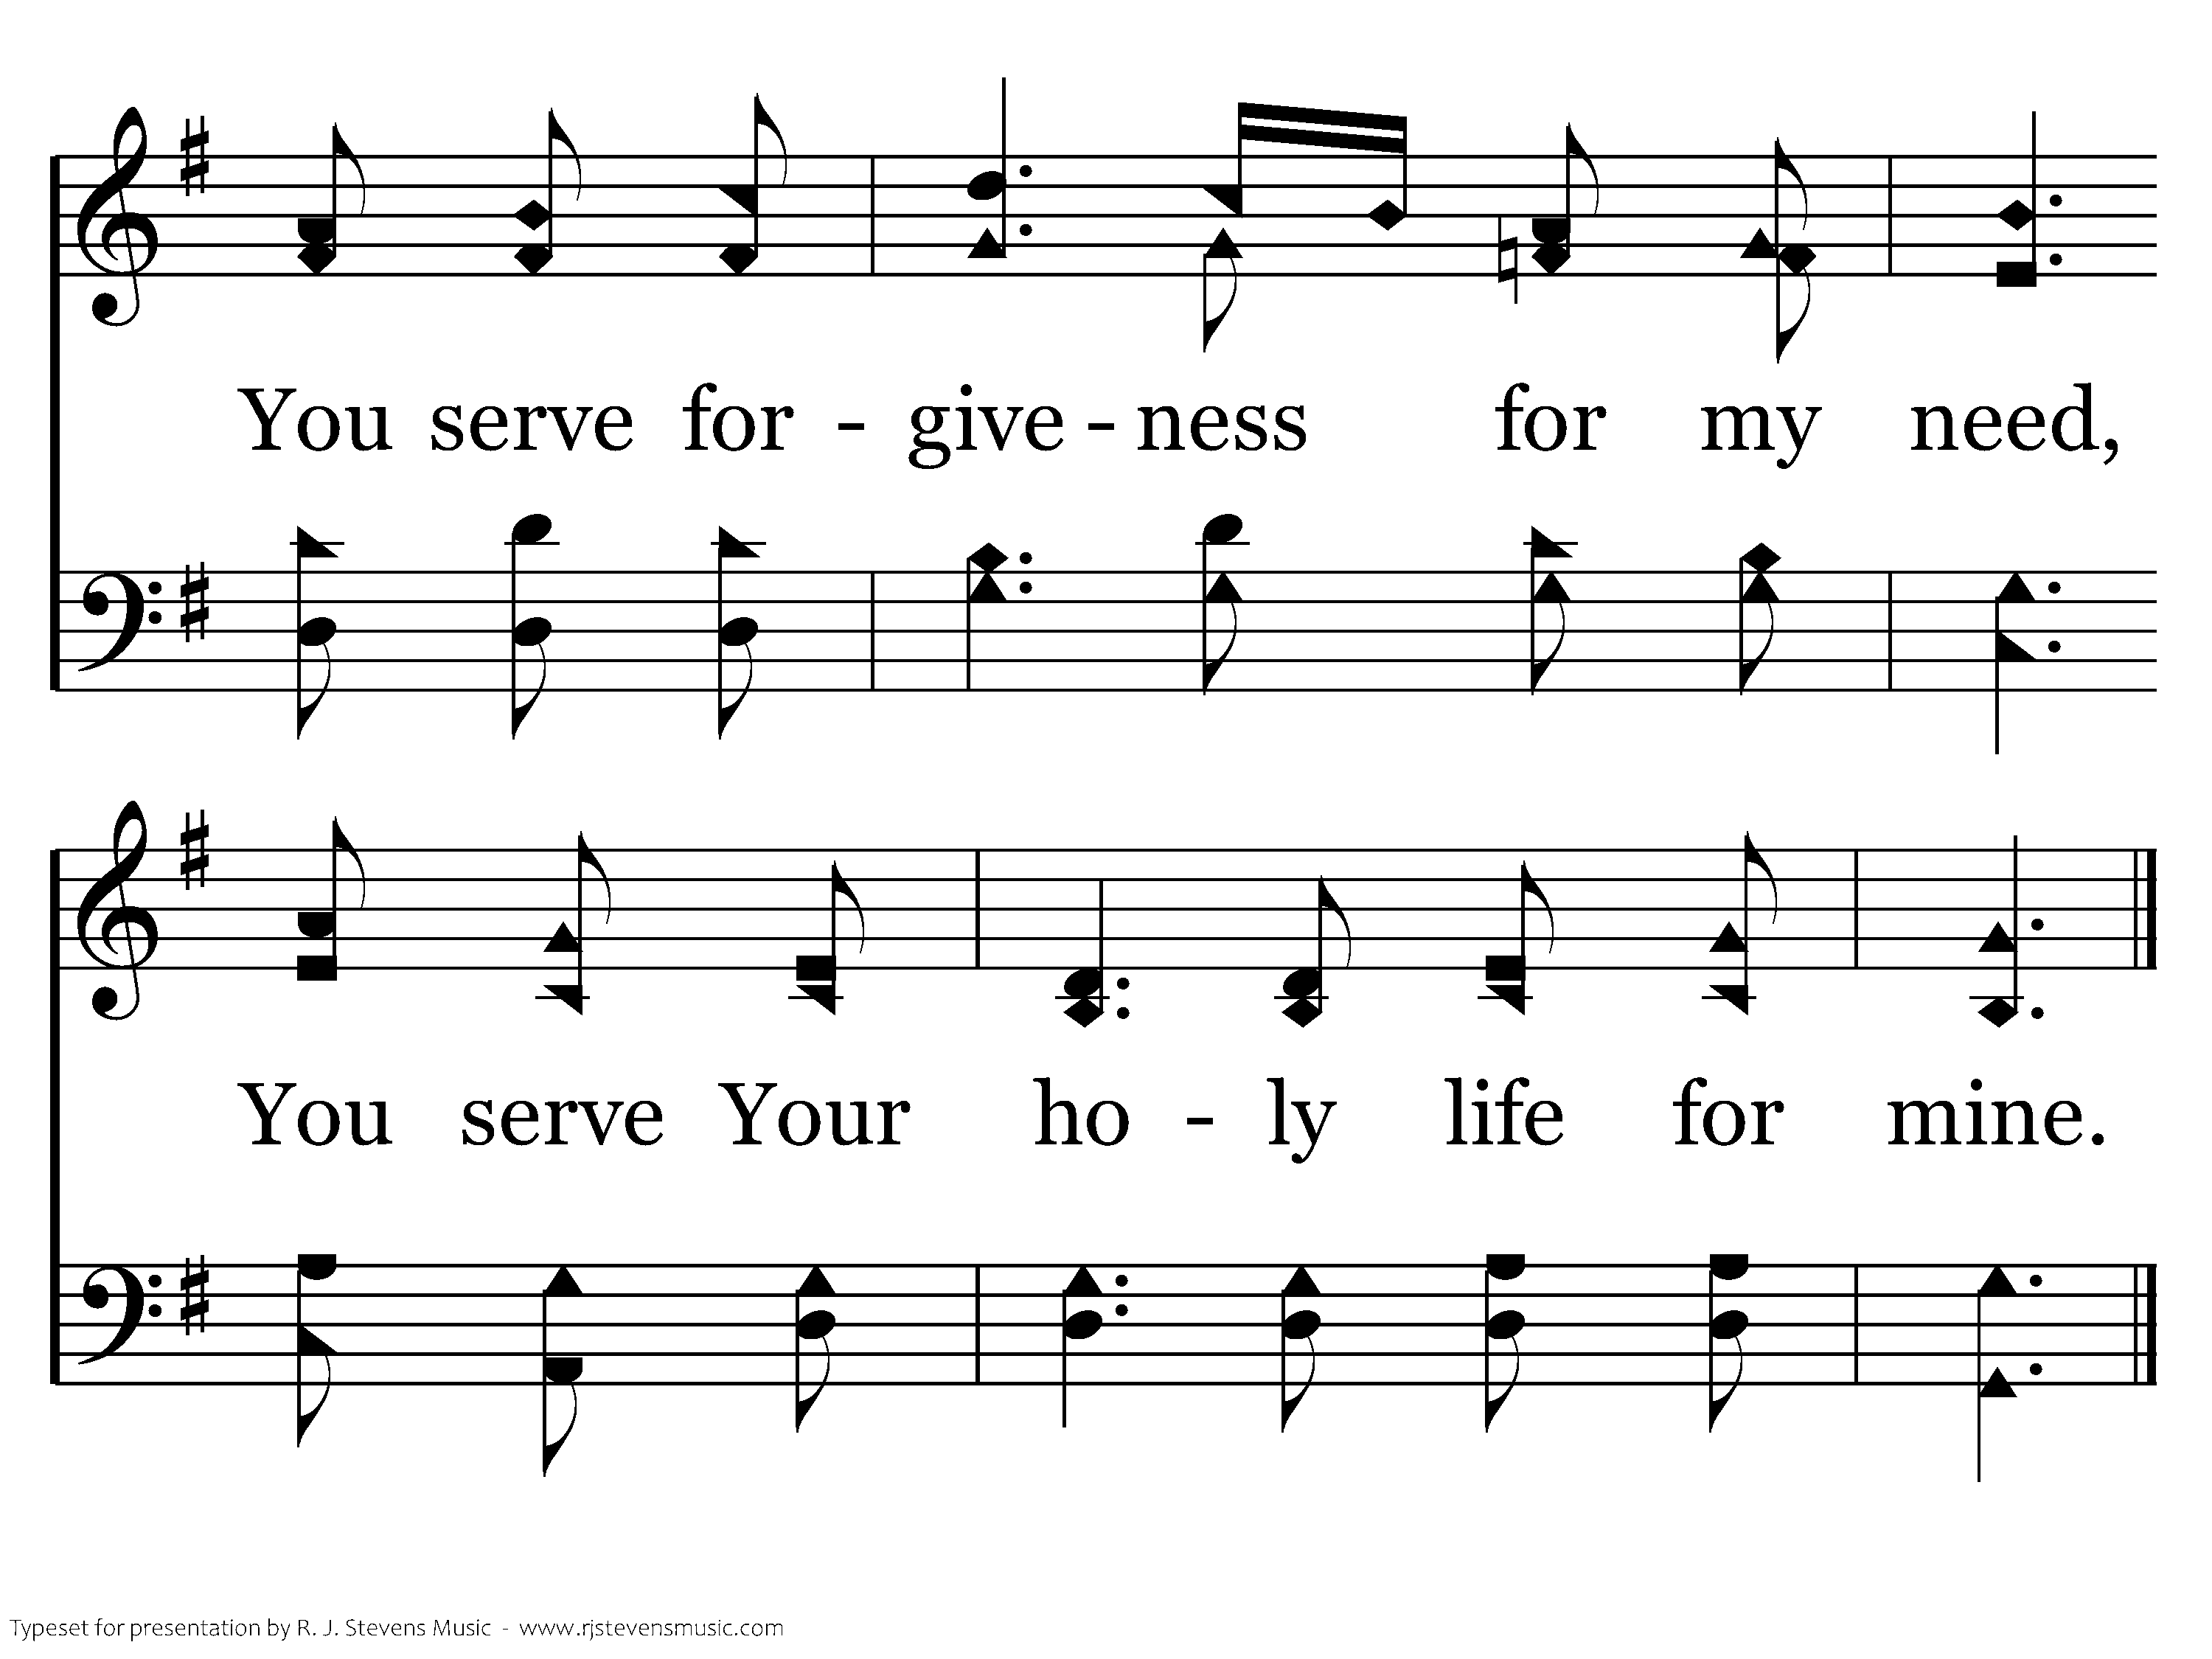 You serve for - give - ness for my need,
You serve Your ho - ly life for mine.
Typeset for presentation by R. J. Stevens Music - www.rjstevensmusic.com